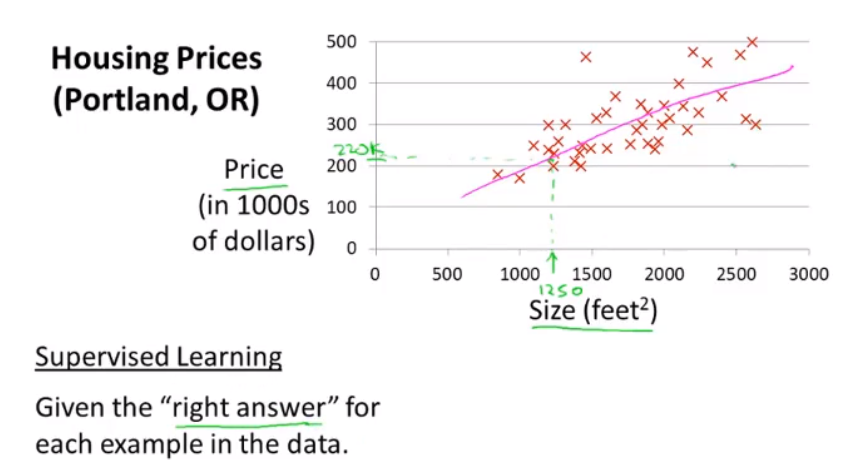 Housing Prices
(Portland, OR)
500
400
300
220K
200
100
0
Price
(in 1000s
of dollars)
0 500 1000 1500 2000 2500 3000
1250
Size (feet²)
Supervised Learning
Given the “right answer” for
each example in the data.